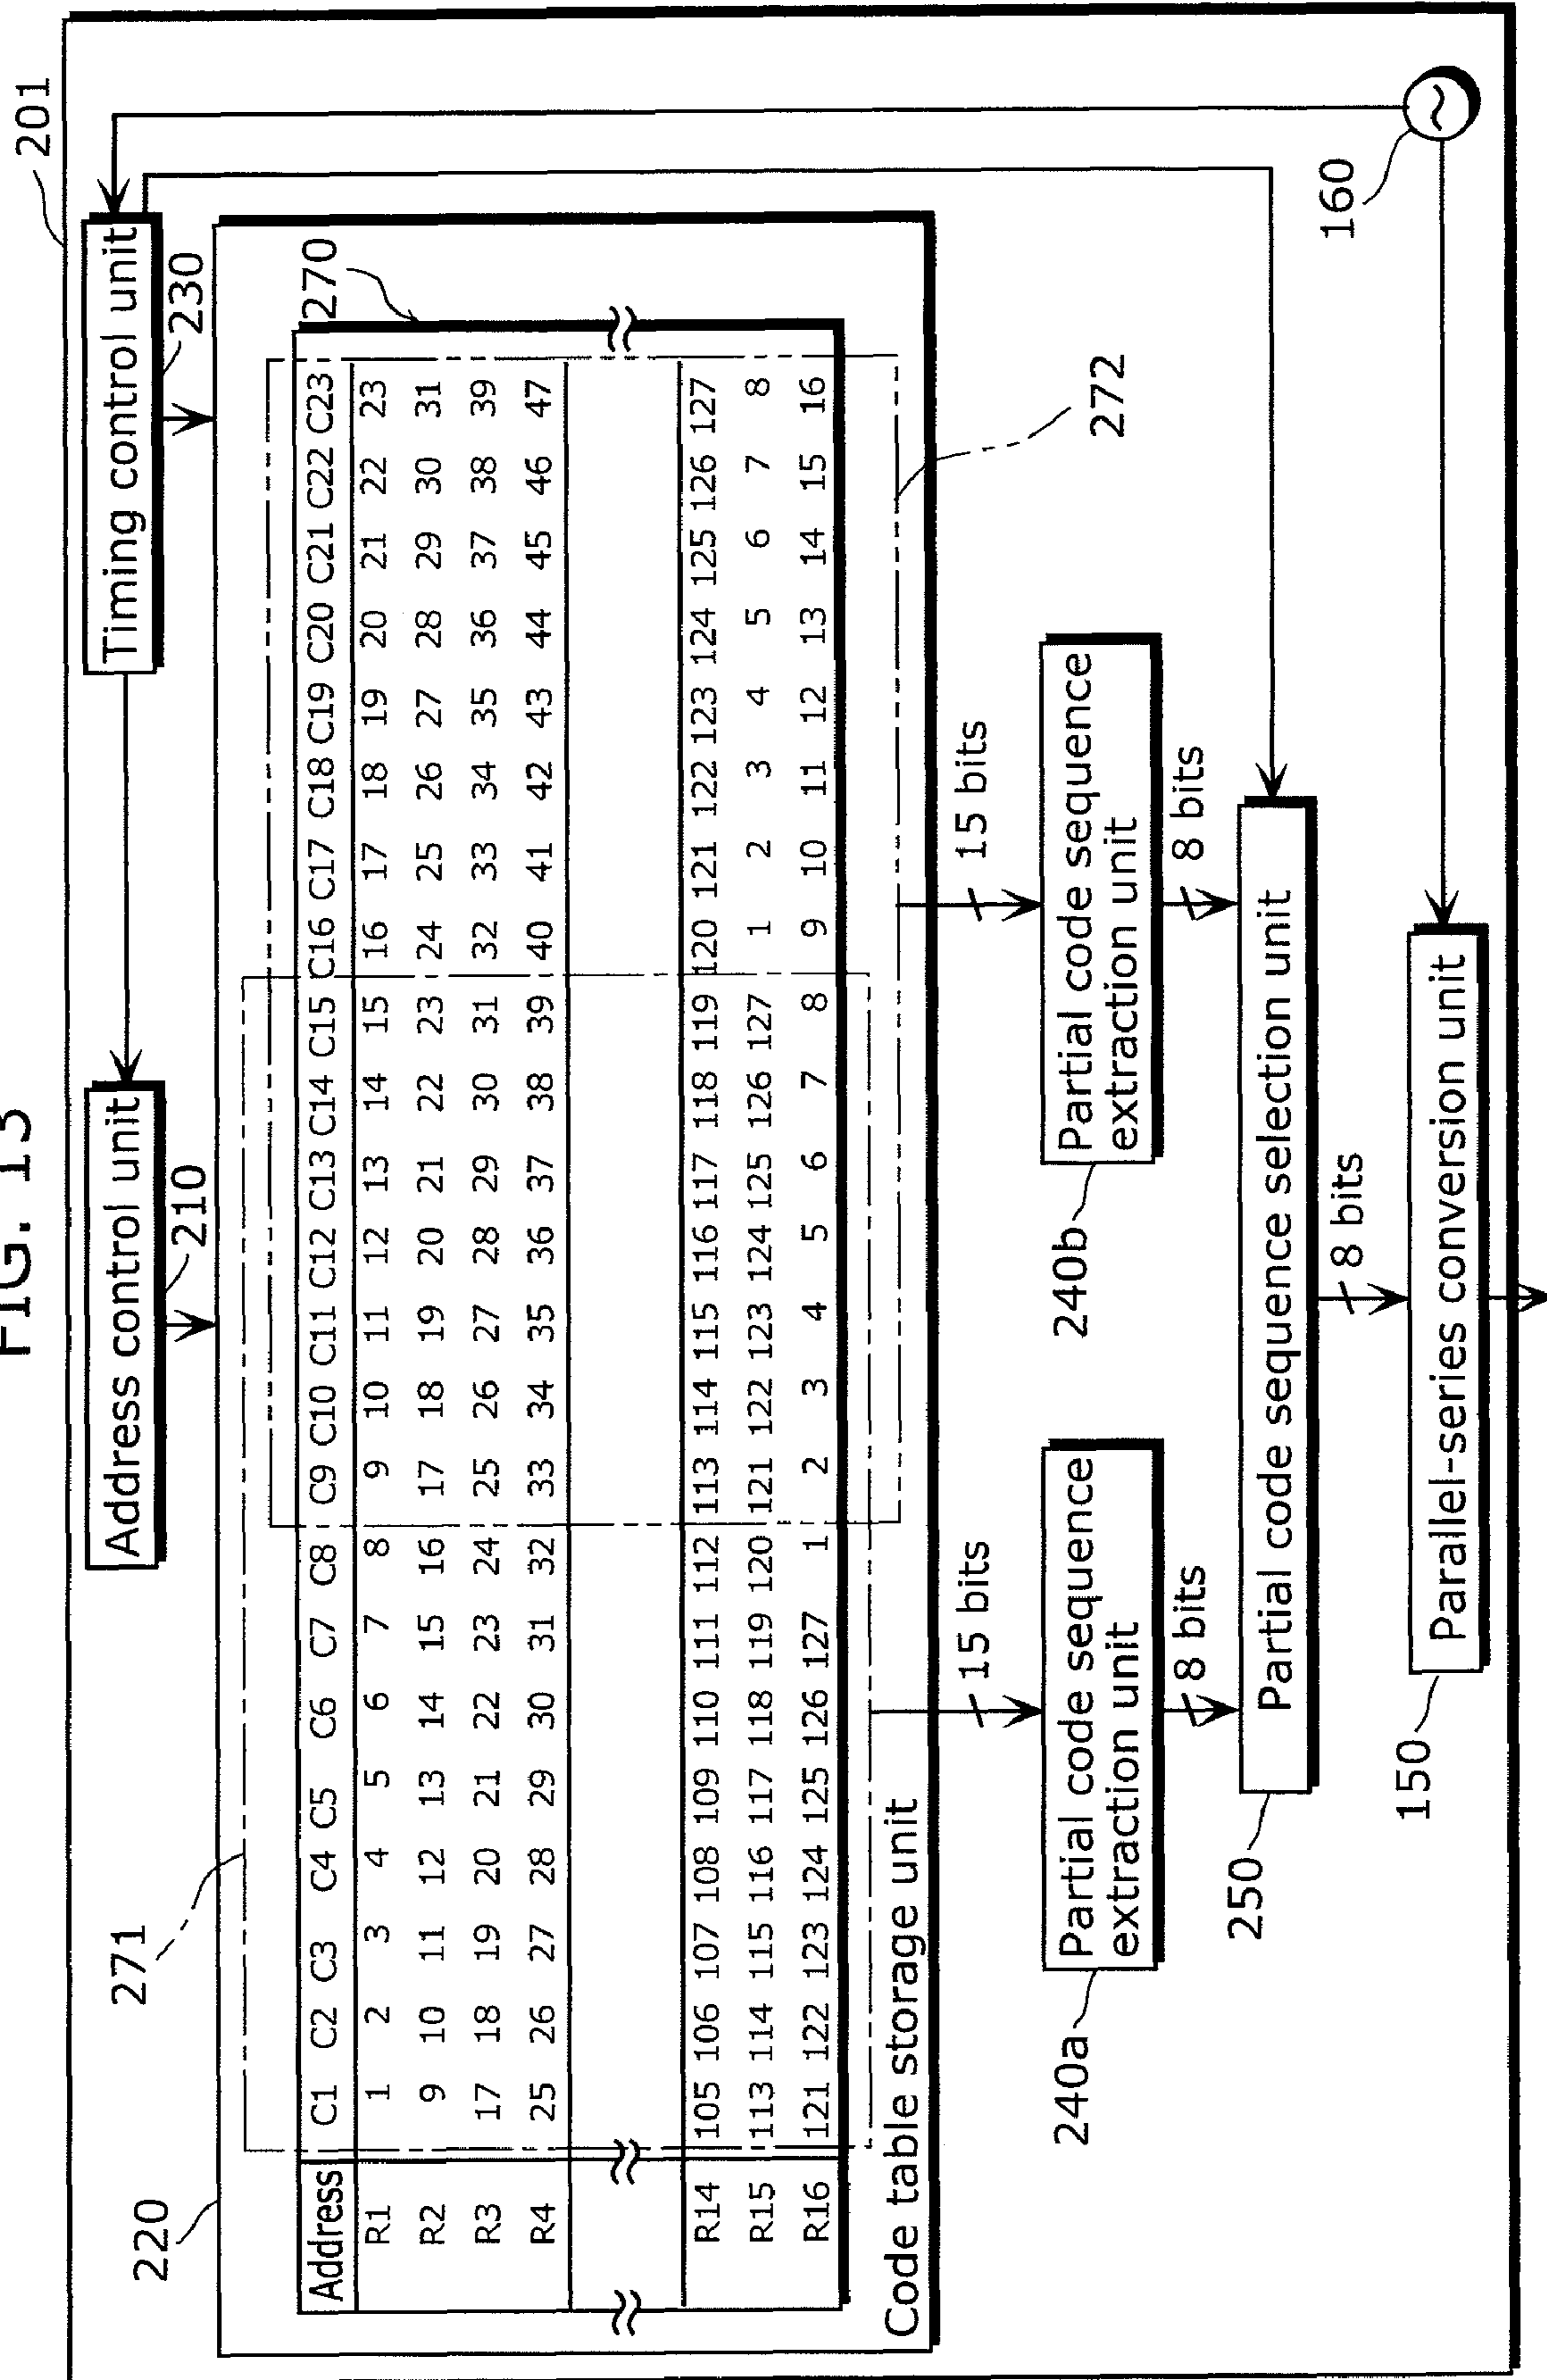 FIG. 13
201
Address control unit
Timing control unit
210
230
220
271
270
Address C1 C2 C3 C4 C5 C6 C7 C8 C9 C10 C11 C12 C13 C14 C15 C16 C17 C18 C19 C20 C21 C22 C23
R1 1 2 3 4 5 6 7 8 9 10 11 12 13 14 15 16 17 18 19 20 21 22 23
R2 9 10 11 12 13 14 15 16 17 18 19 20 21 22 23 24 25 26 27 28 29 30 31
R3 17 18 19 20 21 22 23 24 25 26 27 28 29 30 31 32 33 34 35 36 37 38 39
R4 25 26 27 28 29 30 31 32 33 34 35 36 37 38 39 40 41 42 43 44 45 46 47
R14 105 106 107 108 109 110 111 112 113 114 115 116 117 118 119 120 121 122 123 124 125 126 127
R15 113 114 115 116 117 118 119 120 121 122 123 124 125 126 127 1 2 3 4 5 6 7 8
R16 121 122 123 124 125 126 127 1 2 3 4 5 6 7 8 9 10 11 12 13 14 15 16
Code table storage unit
272
15 bits
15 bits
240a
Partial code sequence
extraction unit
240b
Partial code sequence
extraction unit
8 bits
8 bits
250
Partial code sequence selection unit
8 bits
160
~
150
Parallel-series conversion unit